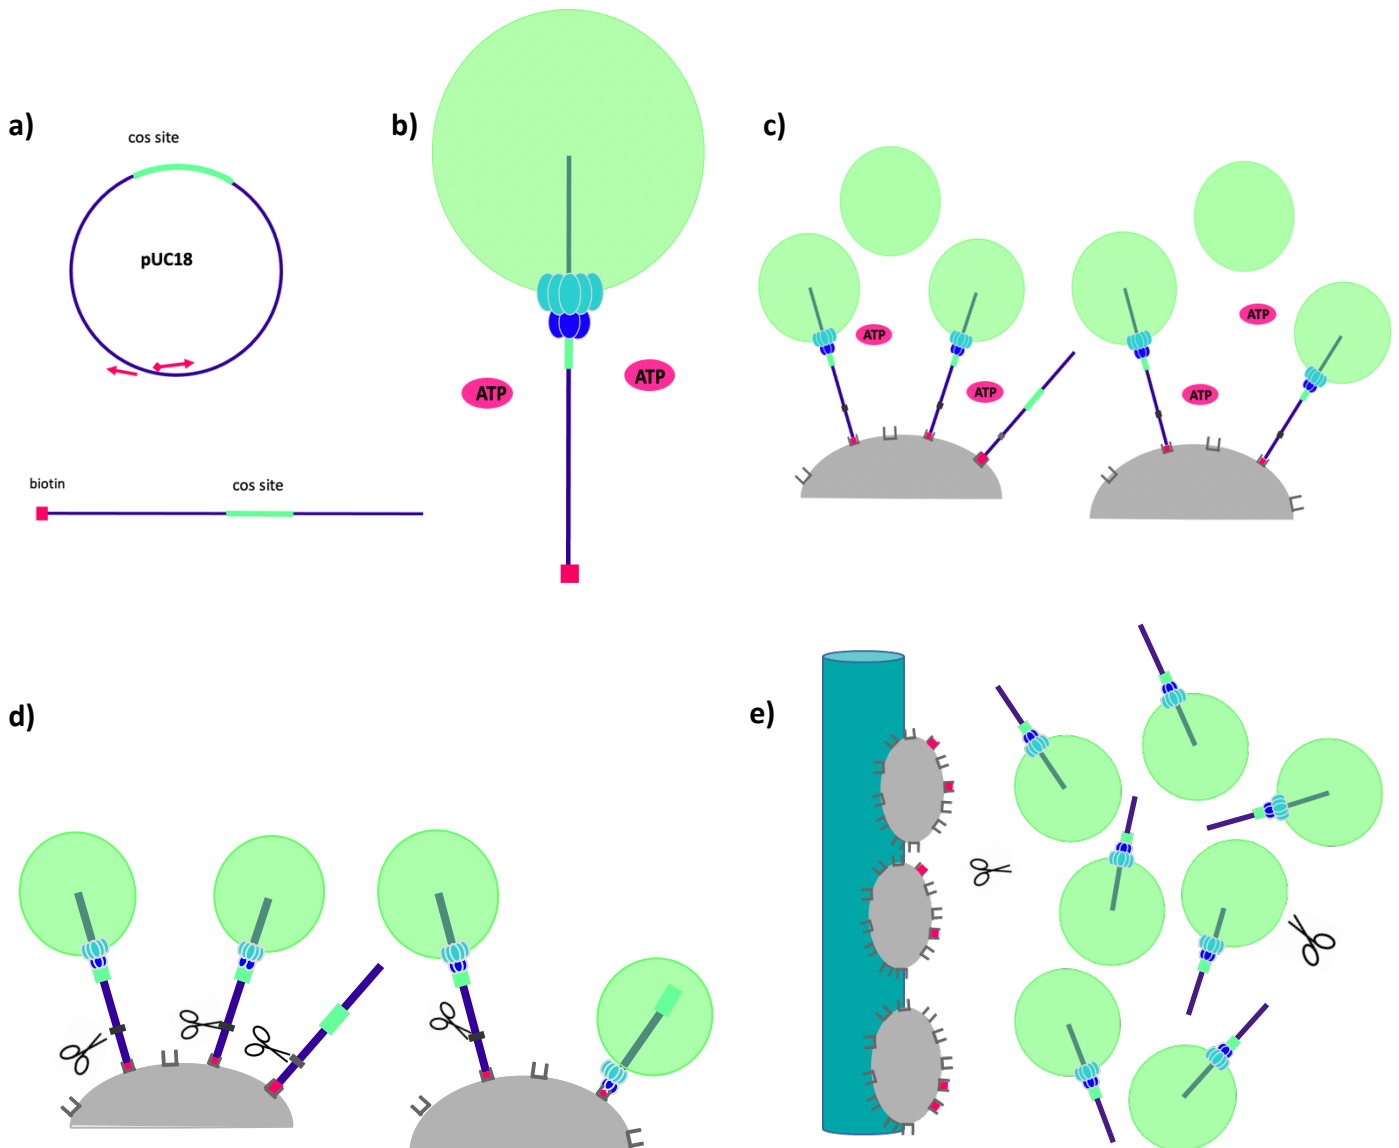 a)
cos site
pUC18
biotin
cos site
b)
ATP
ATP
c)
ATP
ATP
ATP
ATP
d)
e)